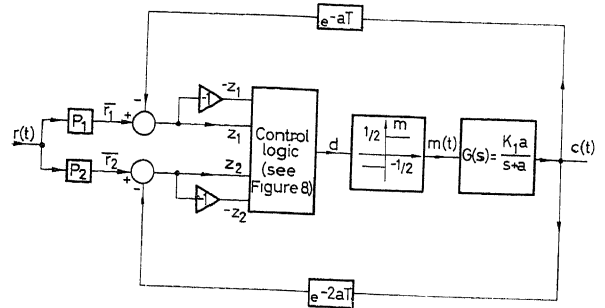 e-aT
-
-1
-z1
r(t)
P1
r̅1
+
z1
Control
logic
(see
Figure 8)
d
1/2
m
-1/2
m(t)
G(s)= K1a
s+a
c(t)
P2
r̅2
+
-
z2
-1
-z2
e-2aT